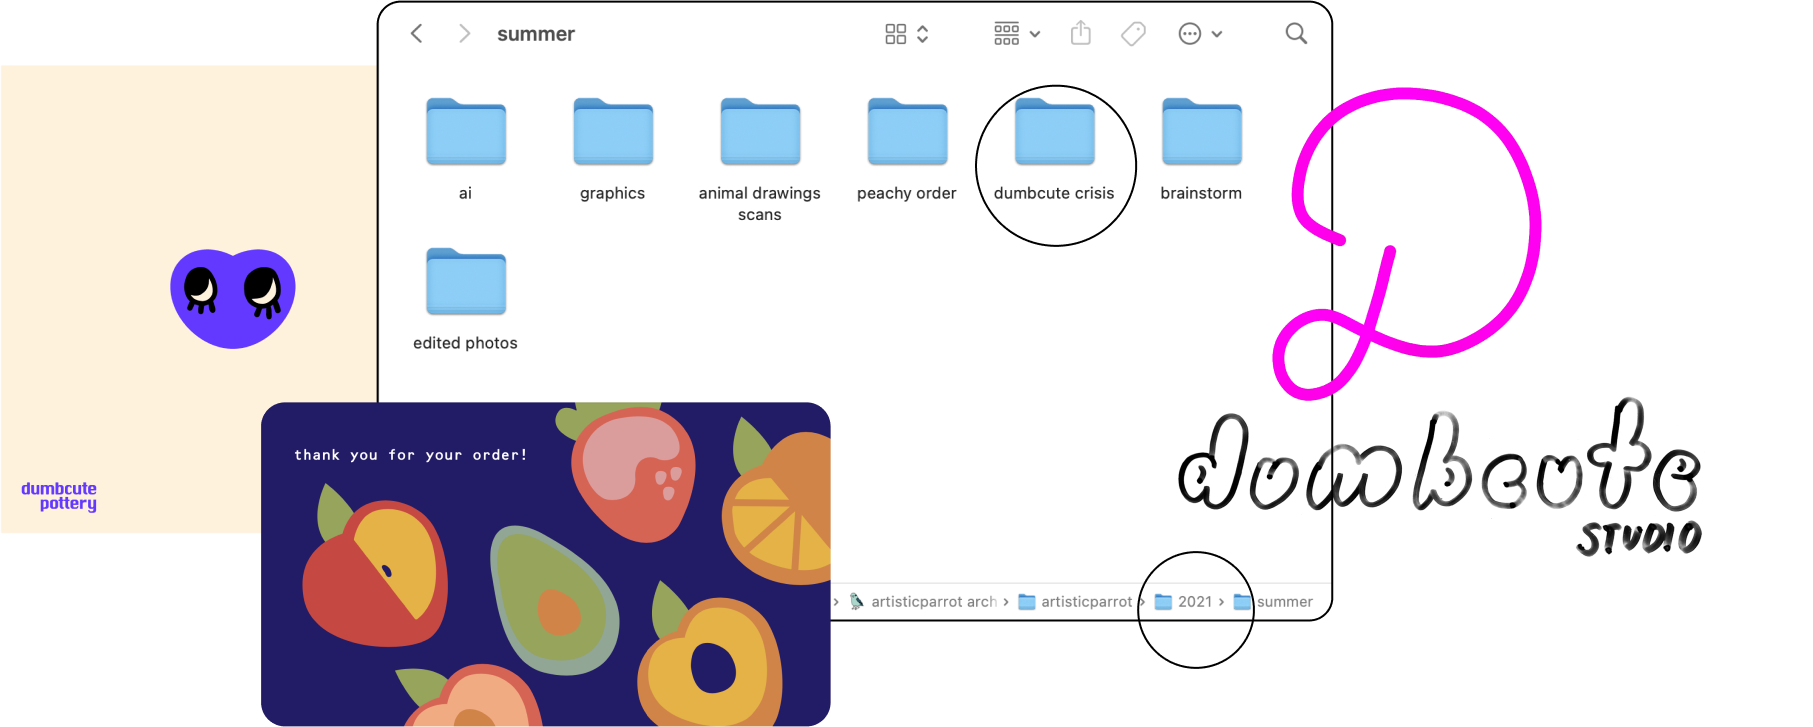 summer
ai
graphics
animal drawings
scans
peachy order
dumbcute crisis
brainstorm
edited photos
thank you for your order!
dumbcute
pottery
dumbcute
STUDIO
artisticparrot arch › artisticparrot › 2021 › summer